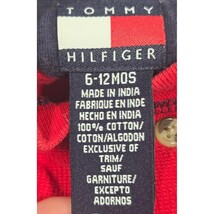 TOMMY
HILFIGER
6-12MOS
MADE IN INDIA
FABRIQUE EN INDE
HECHO EN INDIA
100% COTTON/
COTON/ALGODON
EXCLUSIVE OF
TRIM/
SAUF
GARNITURE/
EXCEPTO
ADORNOS